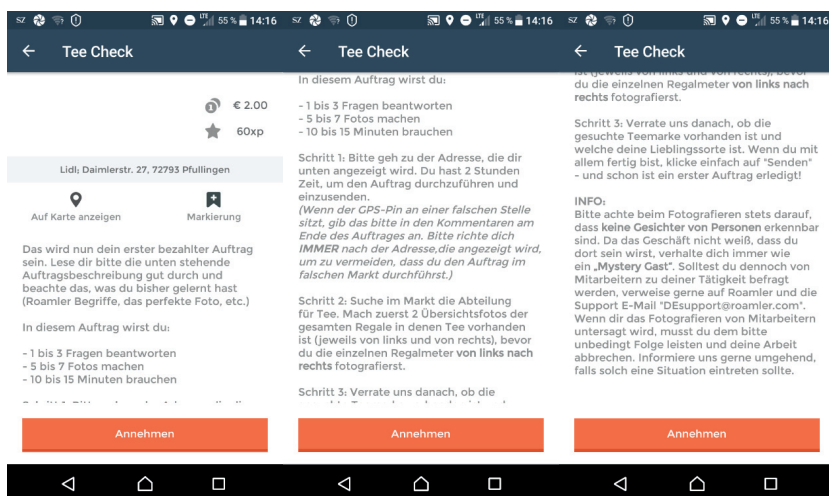 SZ LTE 55 % 14:16
Tee Check
€ 2.00
60xp
Lidl; Daimlerstr. 27, 72793 Pfullingen
Auf Karte anzeigen Markierung
Das wird nun dein erster bezahlter Auftrag
sein. Lese dir bitte die unten stehende
Auftragsbeschreibung gut durch und
beachte das, was du bisher gelernt hast
(Roamler Begriffe, das perfekte Foto, etc.)
In diesem Auftrag wirst du:
- 1 bis 3 Fragen beantworten
- 5 bis 7 Fotos machen
- 10 bis 15 Minuten brauchen
Annehmen
SZ LTE 55 % 14:16
Tee Check
In diesem Auftrag wirst du:
- 1 bis 3 Fragen beantworten
- 5 bis 7 Fotos machen
- 10 bis 15 Minuten brauchen
Schritt 1: Bitte geh zu der Adresse, die dir
unten angezeigt wird. Du hast 2 Stunden
Zeit, um den Auftrag durchzuführen und
einzusenden.
(Wenn der GPS-Pin an einer falschen Stelle
sitzt, gib das bitte in den Kommentaren am
Ende des Auftrages an. Bitte richte dich
IMMER nach der Adresse,die angezeigt wird,
um zu vermeiden, dass du den Auftrag im
falschen Markt durchführst.)
Schritt 2: Suche im Markt die Abteilung
für Tee. Mach zuerst 2 Übersichtsfotos der
gesamten Regale in denen Tee vorhanden
ist (jeweils von links und von rechts), bevor
du die einzelnen Regalmeter von links nach
rechts fotografierst.
Schritt 3: Verrate uns danach, ob die
Annehmen
SZ LTE 55 % 14:16
Tee Check
ist (jeweils von links und von rechts), bevor
du die einzelnen Regalmeter von links nach
rechts fotografierst.
Schritt 3: Verrate uns danach, ob die
gesuchte Teemarke vorhanden ist und
welche deine Lieblingssorte ist. Wenn du mit
allem fertig bist, klicke einfach auf "Senden"
- und schon ist ein erster Auftrag erledigt!
INFO:
Bitte achte beim Fotografieren stets darauf,
dass keine Gesichter von Personen erkennbar
sind. Da das Geschäft nicht weiß, dass du
dort sein wirst, verhalte dich immer wie
ein „Mystery Gast". Solltest du dennoch von
Mitarbeitern zu deiner Tätigkeit befragt
werden, verweise gerne auf Roamler und die
Support E-Mail "DEsupport@roamler.com".
Wenn dir das Fotografieren von Mitarbeitern
untersagt wird, musst du dem bitte
unbedingt Folge leisten und deine Arbeit
abbrechen. Informiere uns gerne umgehend,
falls solch eine Situation eintreten sollte.
Annehmen